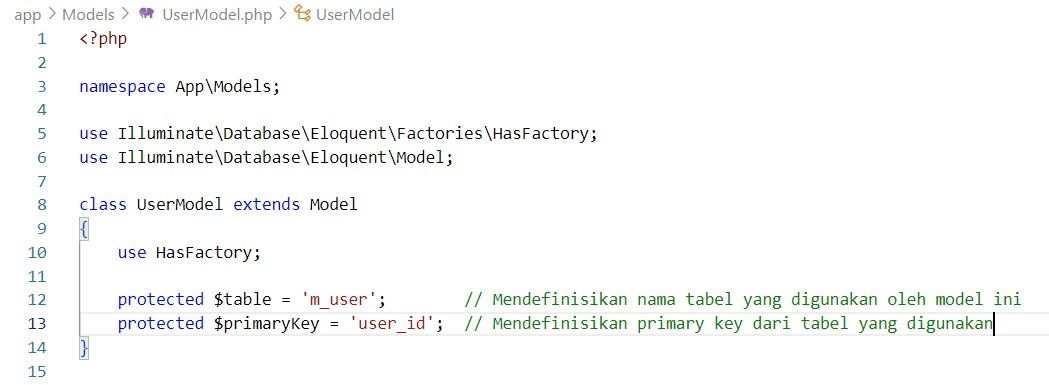 app > Models > UserModel.php > UserModel
1 <?php
2
3 namespace App\Models;
4
5 use Illuminate\Database\Eloquent\Factories\HasFactory;
6 use Illuminate\Database\Eloquent\Model;
7
8 class UserModel extends Model
9 {
10     use HasFactory;
11
12     protected $table = 'm_user';        // Mendefinisikan nama tabel yang digunakan oleh model ini
13     protected $primaryKey = 'user_id';  // Mendefinisikan primary key dari tabel yang digunakan
14 }
15